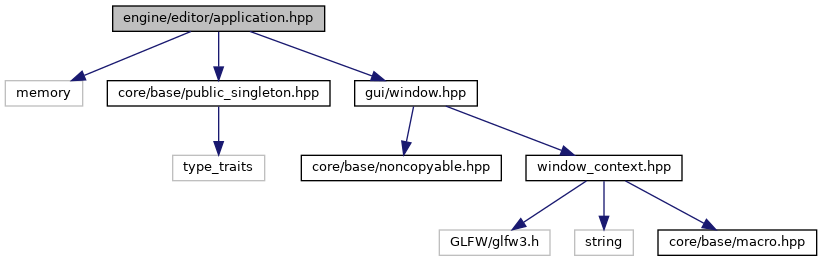 engine/editor/application.hpp
memory
core/base/public_singleton.hpp
gui/window.hpp
type_traits
core/base/noncopyable.hpp
window_context.hpp
GLFW/glfw3.h
string
core/base/macro.hpp